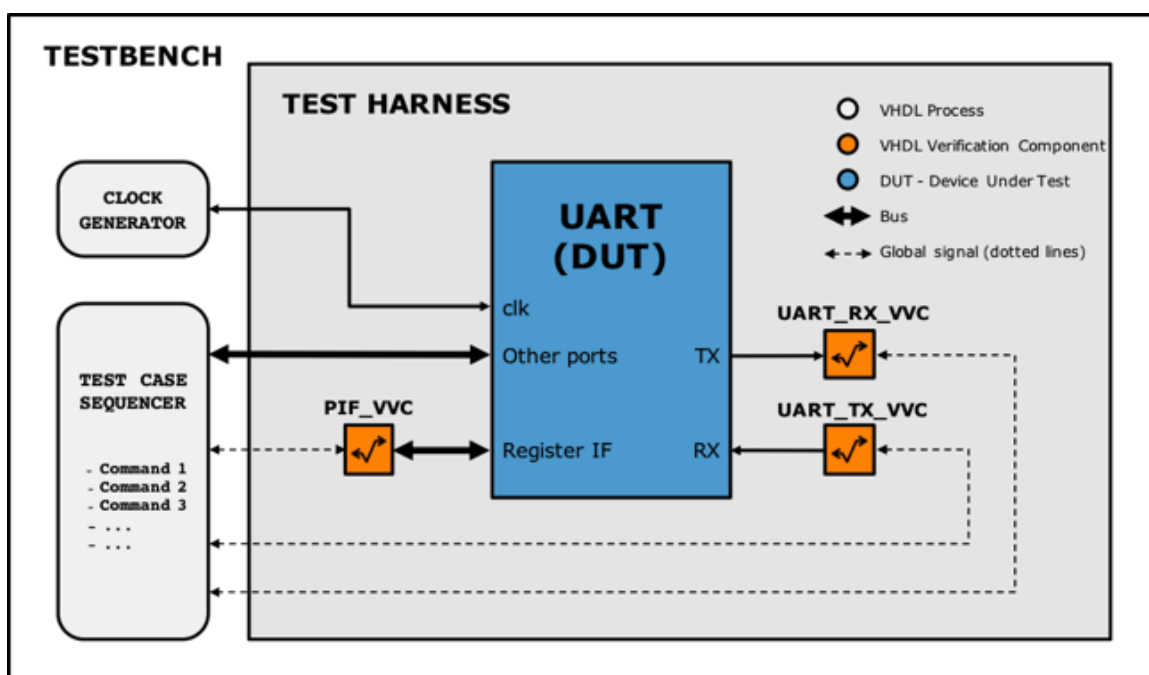 TESTBENCH
TEST HARNESS
VHDL Process
VHDL Verification Component
DUT - Device Under Test
Bus
Global signal (dotted lines)
CLOCK
GENERATOR
UART
(DUT)
clk
Other ports
TX
Register IF
RX
UART_RX_VVC
UART_TX_VVC
PIF_VVC
TEST CASE
SEQUENCER
- Command 1
- Command 2
- Command 3
- ...
- ...